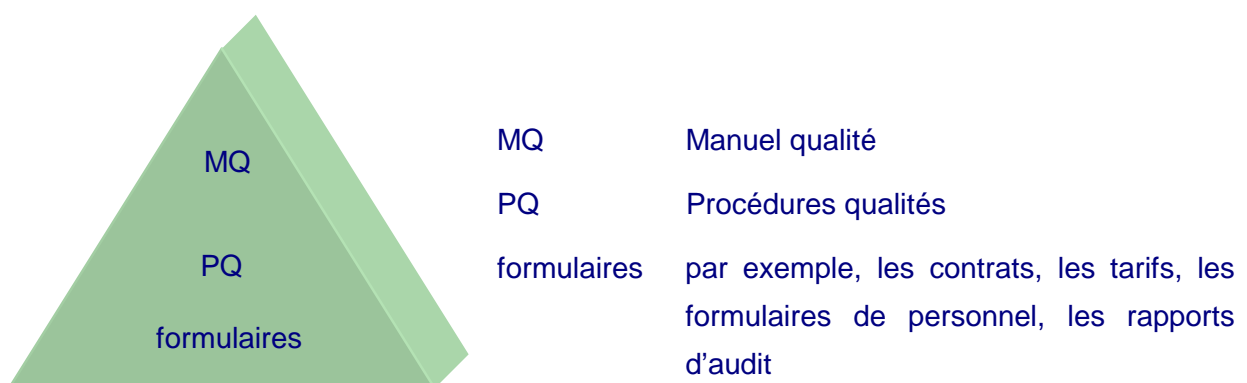 MQ
PQ
formulaires
MQ Manuel qualité
PQ Procédures qualités
formulaires par exemple, les contrats, les tarifs, les
formulaires de personnel, les rapports
d’audit